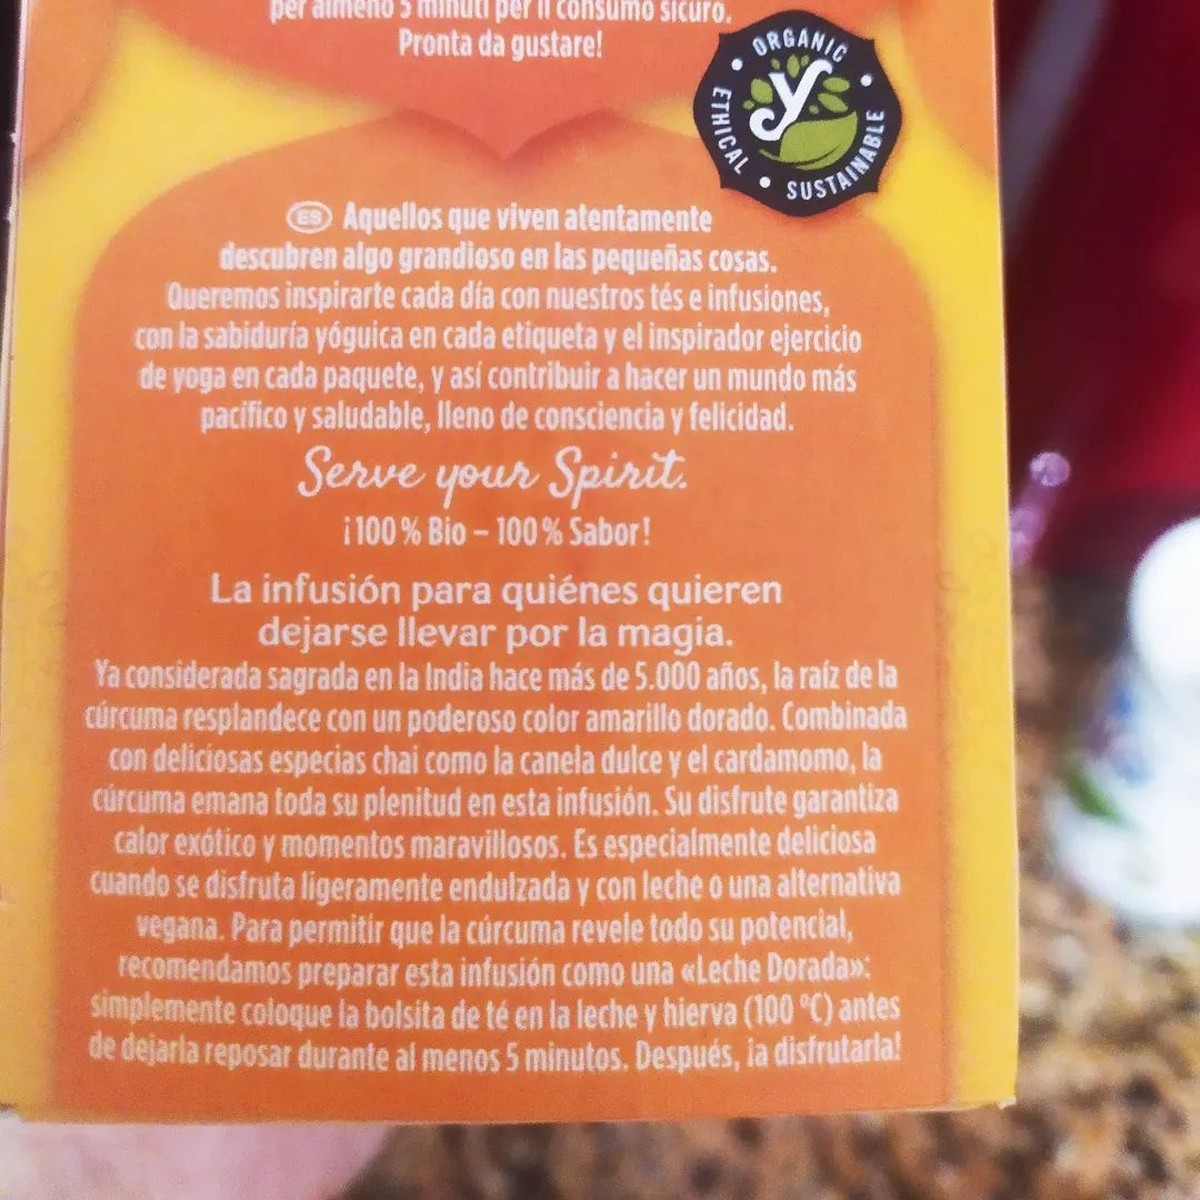 per almeno 5 minuti per il consumo sicuro.
Pronta da gustare!
ORGANIC
ETHICAL
SUSTAINABLE
y
ES Aquellos que viven atentamente
descubren algo grandioso en las pequeñas cosas.
Queremos inspirarte cada día con nuestros tés e infusiones,
con la sabiduría yóguica en cada etiqueta y el inspirador ejercicio
de yoga en cada paquete, y así contribuir a hacer un mundo más
pacífico y saludable, lleno de consciencia y felicidad.
Serve your Spirit.
¡100 % Bio – 100 % Sabor!
La infusión para quiénes quieren
dejarse llevar por la magia.
Ya considerada sagrada en la India hace más de 5.000 años, la raíz de la
cúrcuma resplandece con un poderoso color amarillo dorado. Combinada
con deliciosas especias chai como la canela dulce y el cardamomo, la
cúrcuma emana toda su plenitud en esta infusión. Su disfrute garantiza
calor exótico y momentos maravillosos. Es especialmente deliciosa
cuando se disfruta ligeramente endulzada y con leche o una alternativa
vegana. Para permitir que la cúrcuma revele todo su potencial,
recomendamos preparar esta infusión como una «Leche Dorada»:
simplemente coloque la bolsita de té en la leche y hierva (100 °C) antes
de dejarla reposar durante al menos 5 minutos. Después, ¡a disfrutarla!